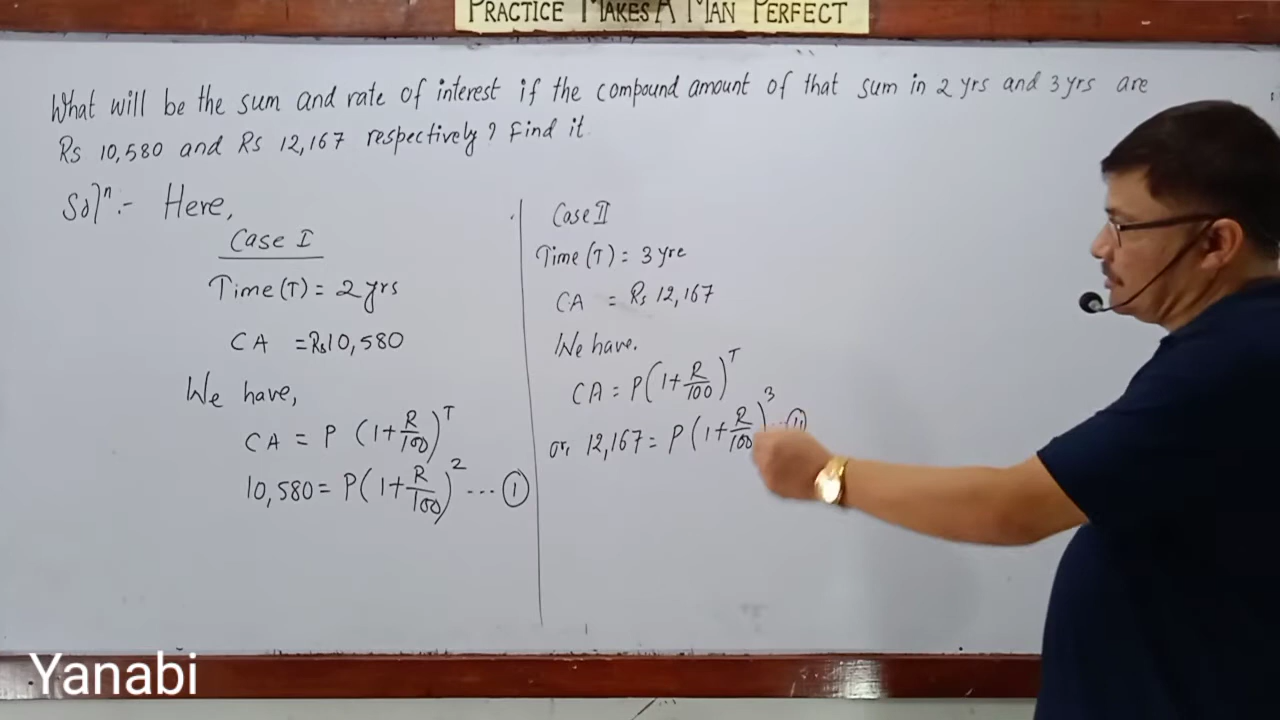 PRACTICE MAKES A MAN PERFECT
What will be the sum and rate of interest if the compound amount of that sum in 2 yrs and 3 yrs are
Rs 10,580 and Rs 12,167 respectively? Find it.
Solⁿ:- Here,
Case I
Time (T) = 2 yrs
CA = Rs 10,580
We have,
CA = P (1+R/100)^T
10,580 = P(1+R/100)^2 ... ①
Case II
Time (T) = 3 yrs
CA = Rs 12,167
We have.
CA = P(1+R/100)^T
or, 12,167 = P(1+R/100)^3 ... ⑪
Yanabi